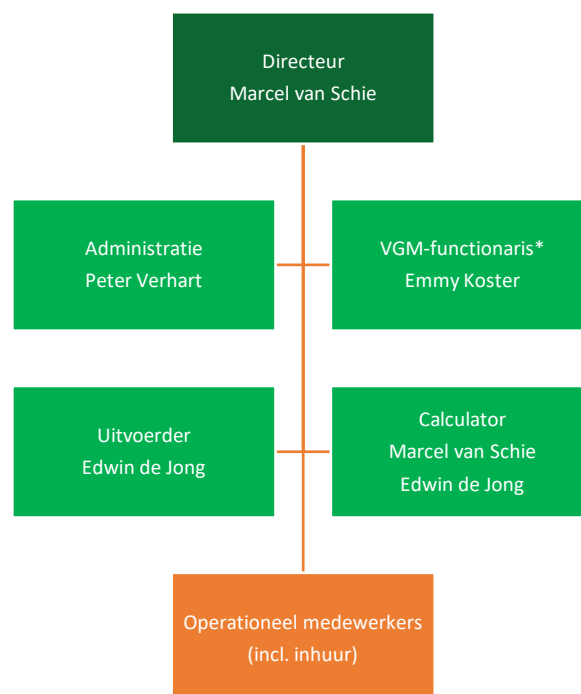 Directeur
Marcel van Schie
Administratie
Peter Verhart
VGM-functionaris*
Emmy Koster
Uitvoerder
Edwin de Jong
Calculator
Marcel van Schie
Edwin de Jong
Operationeel medewerkers
(incl. inhuur)